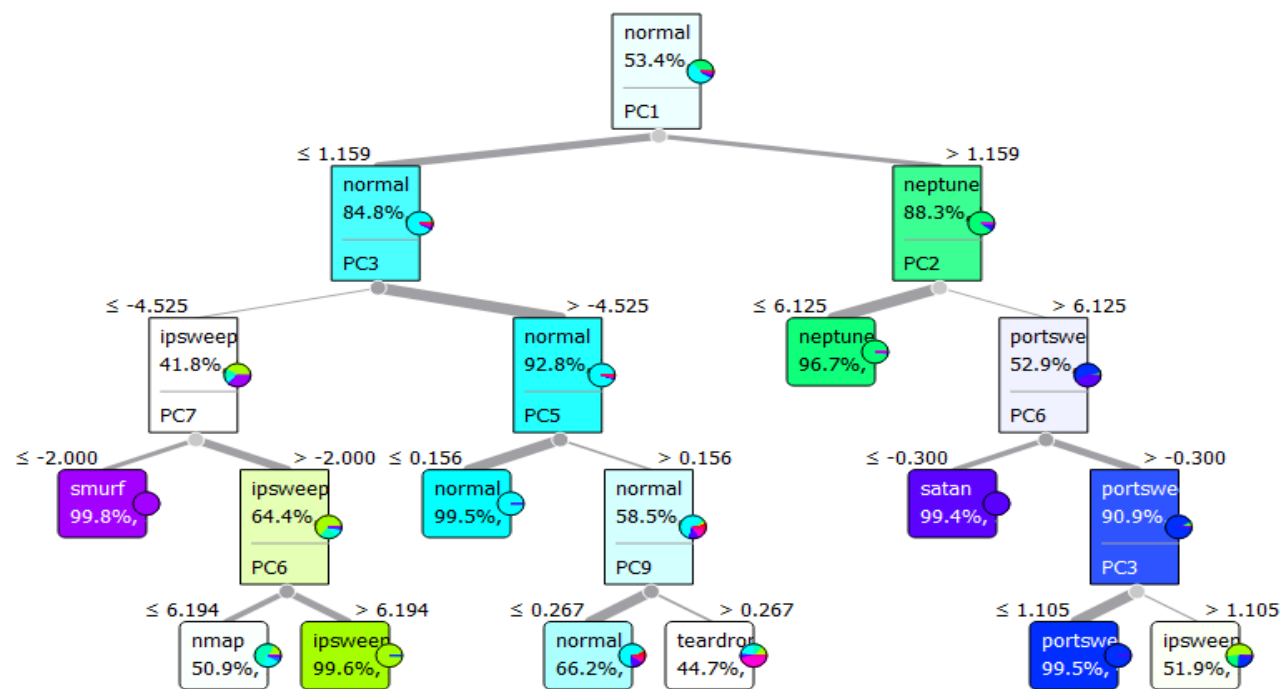 normal
53.4%,
PC1
≤ 1.159
> 1.159
normal
84.8%,
PC3
neptune
88.3%,
PC2
≤ -4.525
> -4.525
≤ 6.125
> 6.125
ipsweep
41.8%,
PC7
normal
92.8%,
PC5
neptune
96.7%,
portswe
52.9%,
PC6
≤ -2.000
> -2.000
≤ 0.156
> 0.156
≤ -0.300
> -0.300
smurf
99.8%,
ipsweep
64.4%,
PC6
normal
99.5%,
normal
58.5%,
PC9
satan
99.4%,
portswe
90.9%,
PC3
≤ 6.194
> 6.194
≤ 0.267
> 0.267
≤ 1.105
> 1.105
nmap
50.9%,
ipsweep
99.6%,
normal
66.2%,
teardrop
44.7%,
portswe
99.5%,
ipsweep
51.9%,